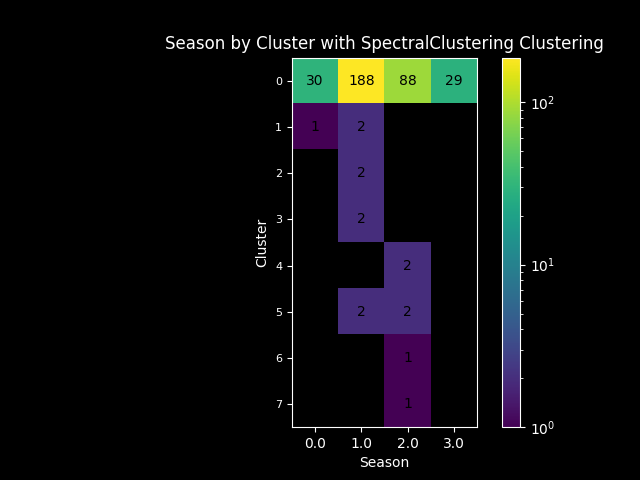 Season by Cluster with SpectralClustering Clustering
0 30 188 88 29
1 1 2
2 2
3 2
4 2
5 2 2
6 1
7 1
0.0 1.0 2.0 3.0
Season
Cluster
10²
10¹
10⁰